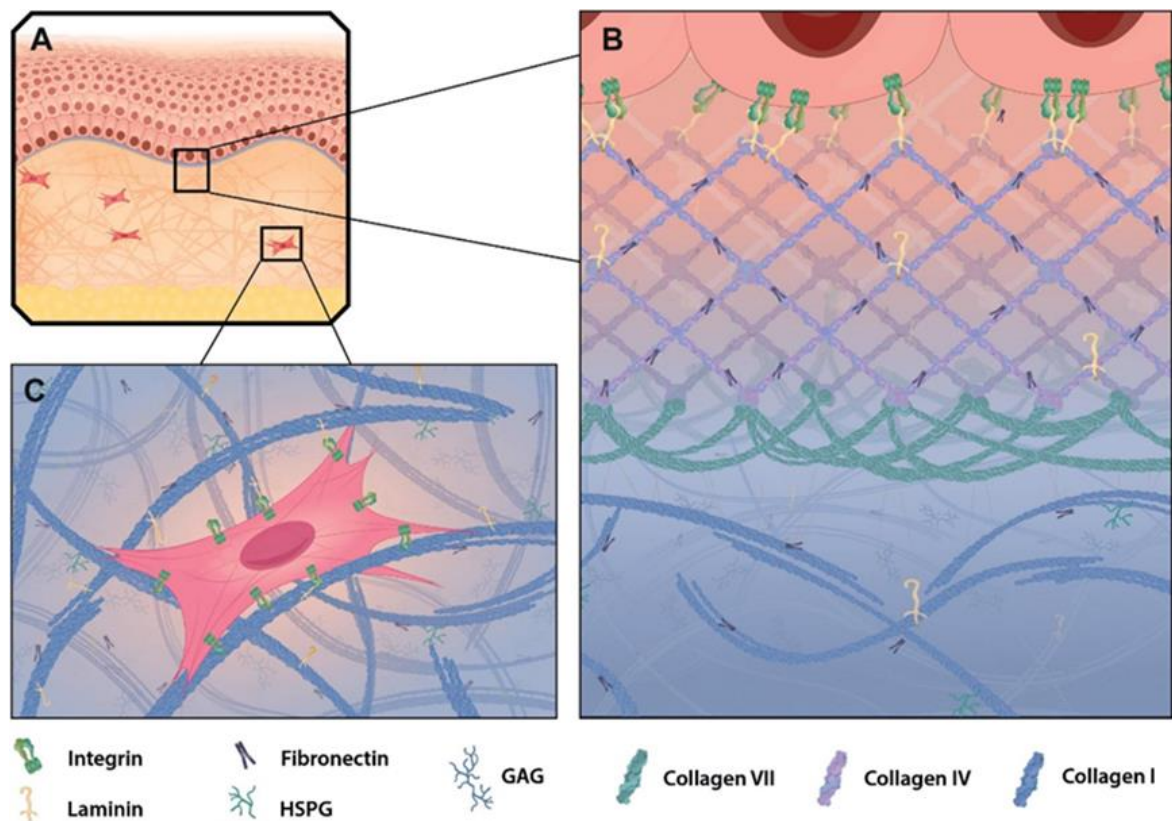 A
B
C
Integrin
Fibronectin
GAG
Collagen VII
Collagen IV
Collagen I
Laminin
HSPG